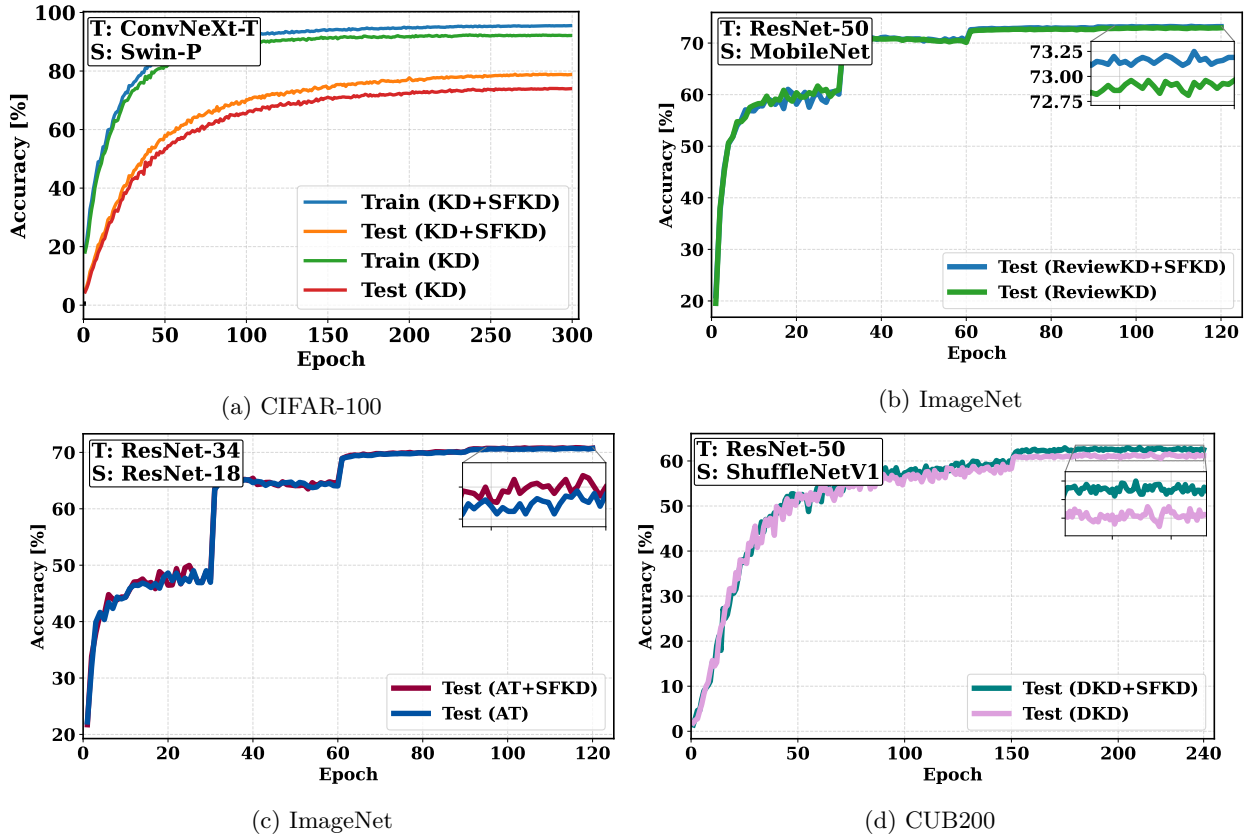 T: ConvNeXt-T
S: Swin-P
Accuracy [%]
100
80
60
40
20
0
Train (KD+SFKD)
Test (KD+SFKD)
Train (KD)
Test (KD)
0 50 100 150 200 250 300
Epoch
(a) CIFAR-100
T: ResNet-50
S: MobileNet
Accuracy [%]
70
60
50
40
30
20
73.25
73.00
72.75
Test (ReviewKD+SFKD)
Test (ReviewKD)
0 20 40 60 80 100 120
Epoch
(b) ImageNet
T: ResNet-34
S: ResNet-18
Accuracy [%]
70
60
50
40
30
20
Test (AT+SFKD)
Test (AT)
0 20 40 60 80 100 120
Epoch
(c) ImageNet
T: ResNet-50
S: ShuffleNetV1
Accuracy [%]
60
50
40
30
20
10
0
Test (DKD+SFKD)
Test (DKD)
0 50 100 150 200 240
Epoch
(d) CUB200